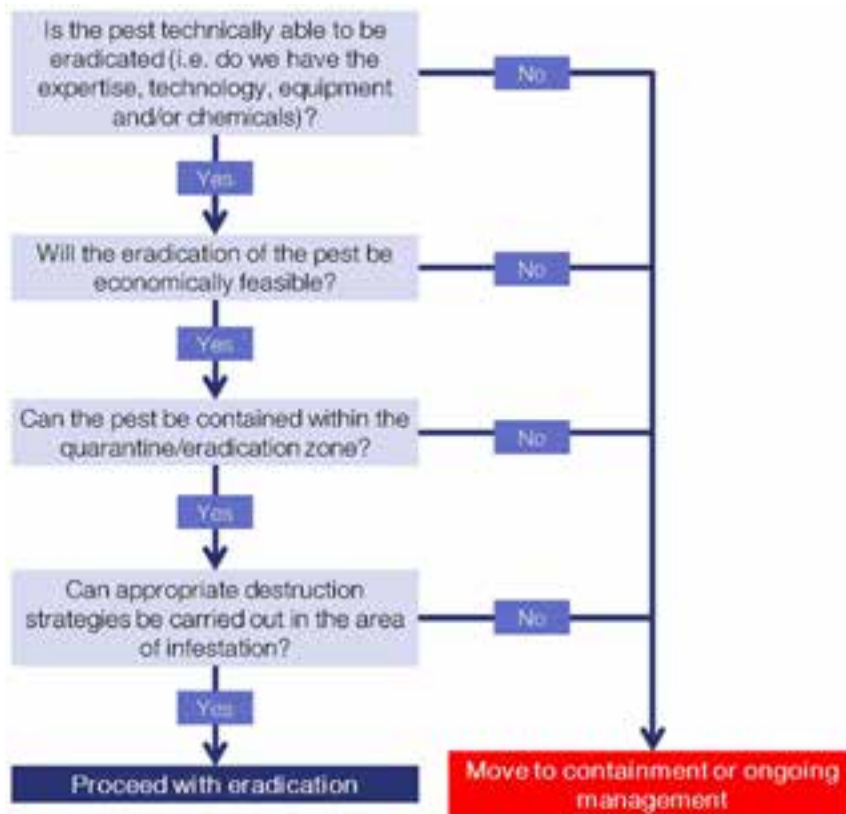 Is the pest technically able to be
eradicated (i.e. do we have the
expertise, technology, equipment
and/or chemicals)?
No
Yes
Will the eradication of the pest be
economically feasible?
No
Yes
Can the pest be contained within the
quarantine/eradication zone?
No
Yes
Can appropriate destruction
strategies be carried out in the area
of infestation?
No
Yes
Proceed with eradication
Move to containment or ongoing
management